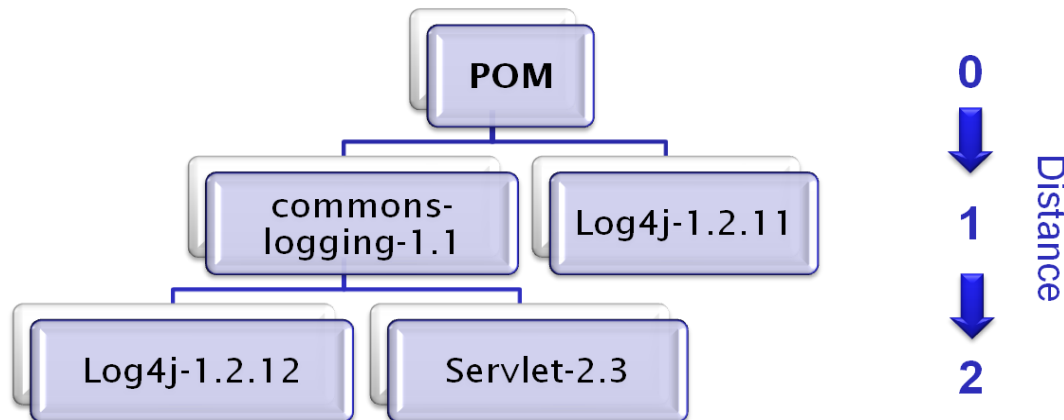 POM
0
commons-
logging-1.1
Log4j-1.2.11
1
Distance
Log4j-1.2.12
Servlet-2.3
2